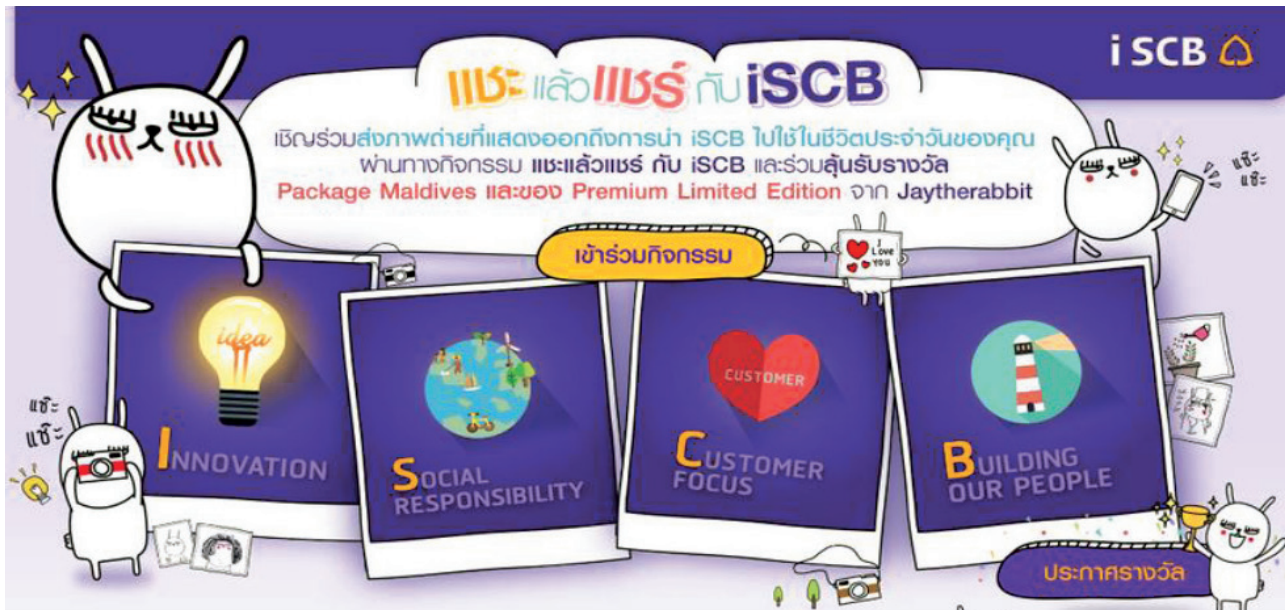 i SCB
แชะ แล้ว แชร์ กับ iSCB
เชิญร่วมส่งภาพถ่ายที่แสดงออกถึงการนำ iSCB ไปใช้ในชีวิตประจำวันของคุณ
ผ่านทางกิจกรรม แชะแล้วแชร์ กับ iSCB และร่วมลุ้นรับรางวัล
Package Maldives และของ Premium Limited Edition จาก Jaytherabbit
แช๊ะ
แช๊ะ
เข้าร่วมกิจกรรม
I
Love
You
idea
INNOVATION
SOCIAL
RESPONSIBILITY
CUSTOMER
CUSTOMER
FOCUS
BUILDING
OUR PEOPLE
แช๊ะ
แช๊ะ
ประกาศรางวัล